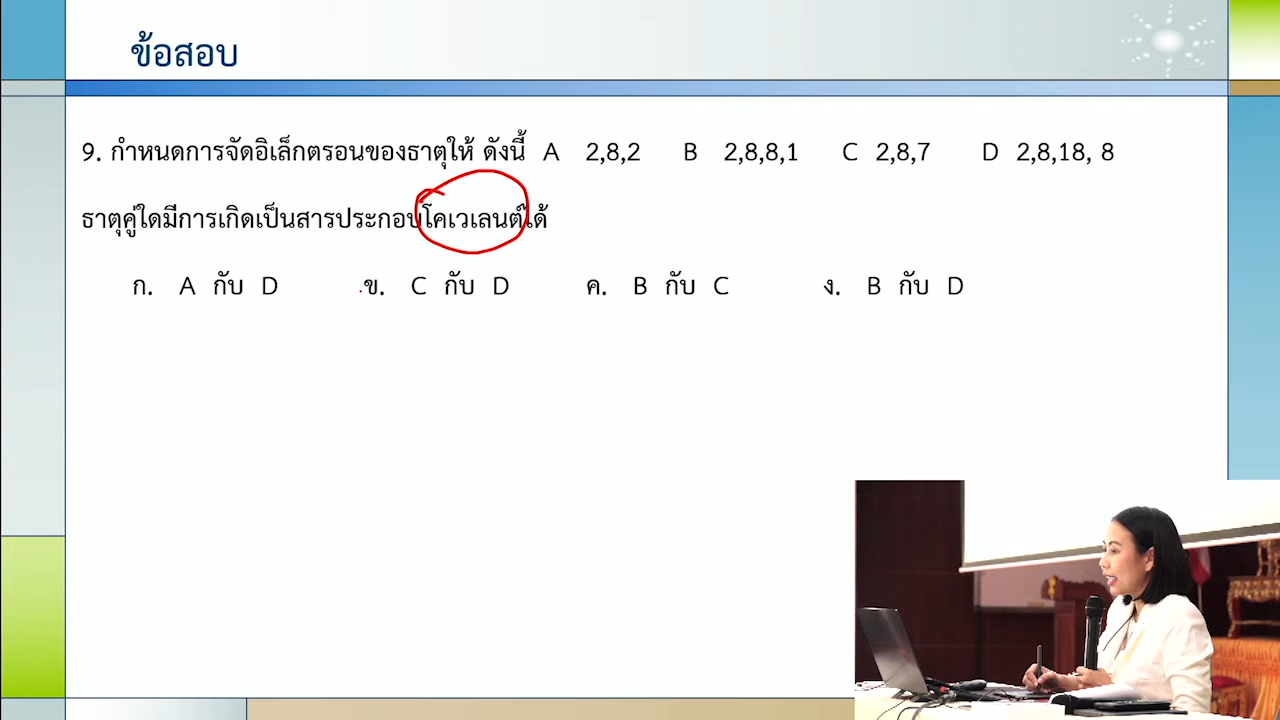 ข้อสอบ
9. กำหนดการจัดอิเล็กตรอนของธาตุให้ ดังนี้ A 2,8,2 B 2,8,8,1 C 2,8,7 D 2,8,18, 8
ธาตุคู่ใดมีการเกิดเป็นสารประกอบโคเวเลนต์ได้
ก. A กับ D ข. C กับ D ค. B กับ C ง. B กับ D